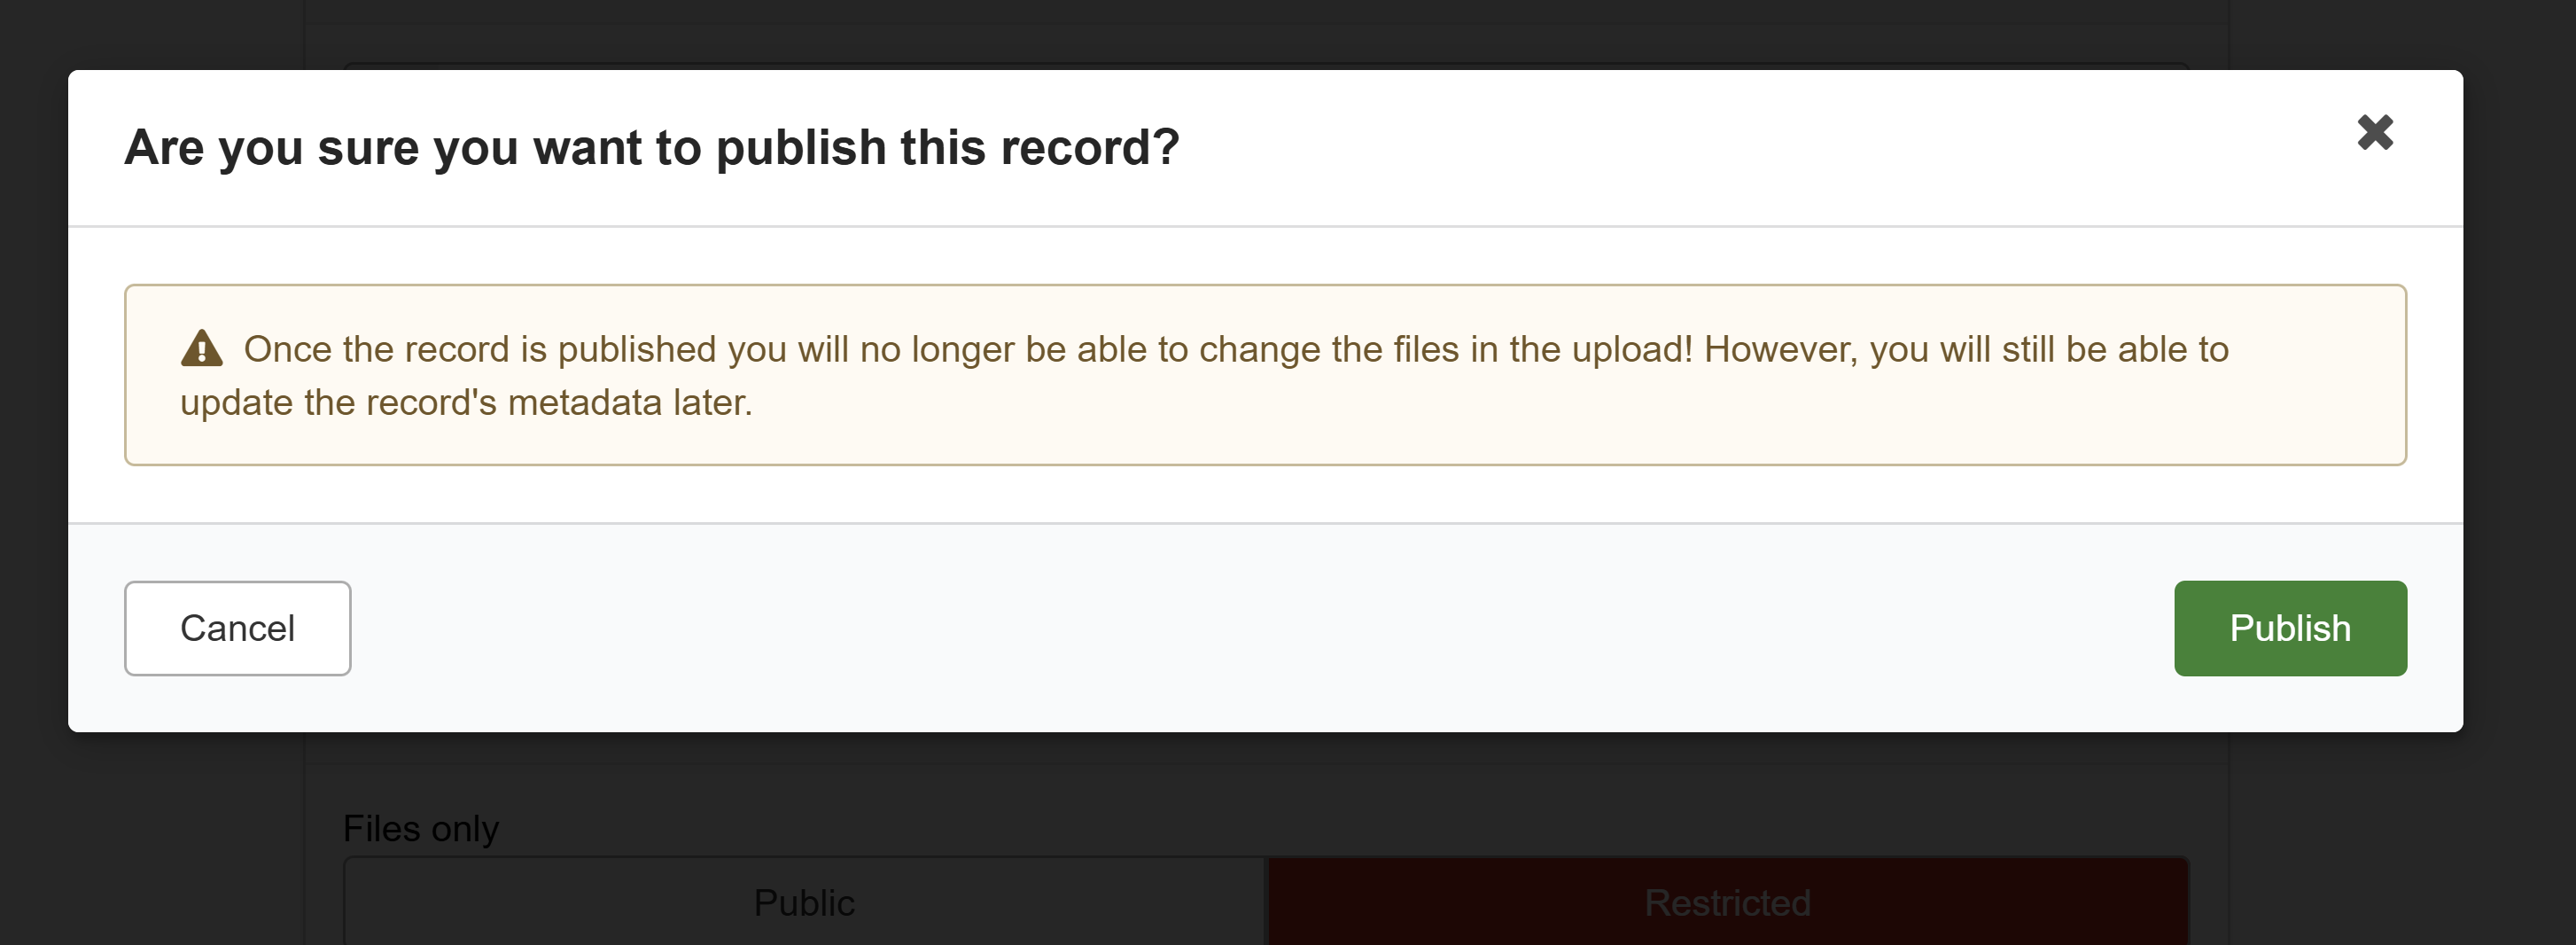 Are you sure you want to publish this record?
Once the record is published you will no longer be able to change the files in the upload! However, you will still be able to
update the record's metadata later.
Cancel
Publish
Files only
Public
Restricted